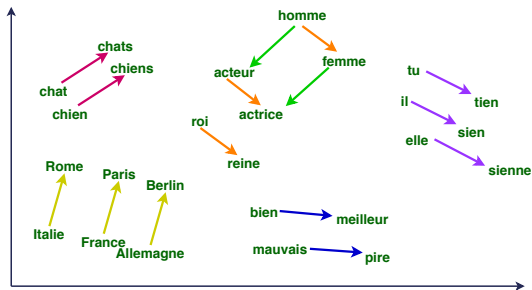 homme
chats
chiens
femme
acteur
tu
chat
tien
il
chien
actrice
roi
sien
elle
reine
Rome
sienne
Paris
Berlin
bien
meilleur
Italie
France
mauvais
Allemagne
pire